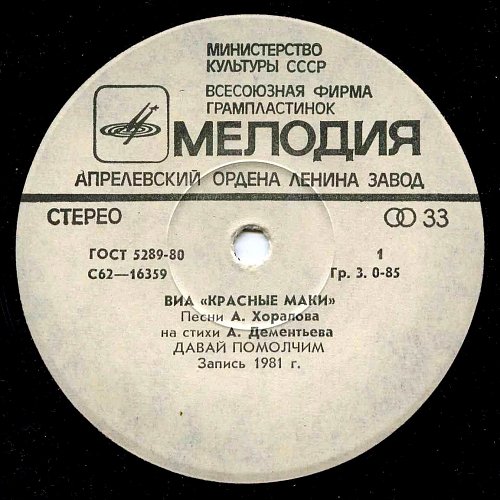 МИНИСТЕРСТВО
КУЛЬТУРЫ СССР
ВСЕСОЮЗНАЯ ФИРМА
ГРАМПЛАСТИНОК
МЕЛОДИЯ
АПРЕЛЕВСКИЙ ОРДЕНА ЛЕНИНА ЗАВОД
СТЕРЕО
33
ГОСТ 5289-80
1
С62—16359
Гр. 3. 0-85
ВИА «КРАСНЫЕ МАКИ»
Песни А. Хоралова
на стихи А. Дементьева
ДАВАЙ ПОМОЛЧИМ
Запись 1981 г.